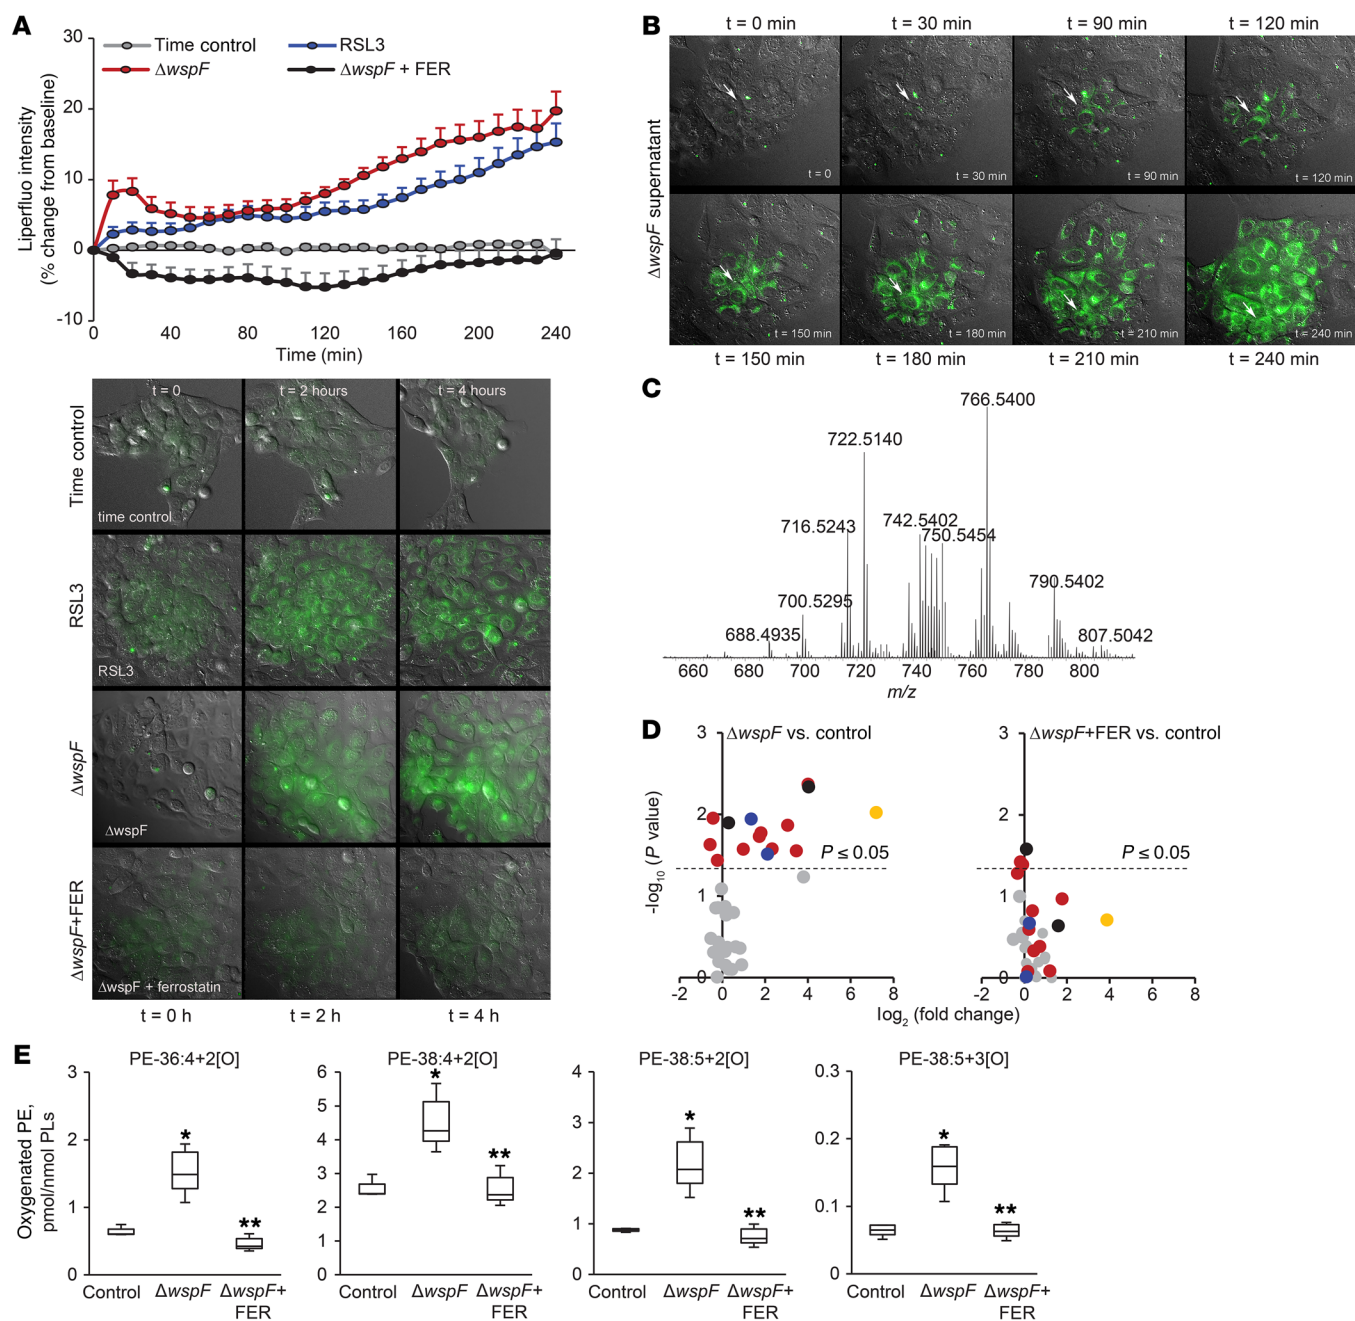 A
30
20
10
0
-10
Liperfluo intensity
(% change from baseline)
Time control
RSL3
ΔwspF
ΔwspF + FER
0
40
80
120
160
200
240
Time (min)
t = 0
t = 2 hours
t = 4 hours
Time control
time control
RSL3
RSL3
ΔwspF
ΔwspF
ΔwspF+FER
ΔwspF + ferrostatin
t = 0 h
t = 2 h
t = 4 h
B
t = 0 min
t = 30 min
t = 90 min
t = 120 min
ΔwspF supernatant
t = 0
t = 30 min
t = 90 min
t = 120 min
t = 150 min
t = 180 min
t = 210 min
t = 240 min
t = 150 min
t = 180 min
t = 210 min
t = 240 min
C
766.5400
722.5140
716.5243
742.5402
750.5454
700.5295
790.5402
688.4935
807.5042
660
700
720
740
760
780
800
m/z
D
ΔwspF vs. control
ΔwspF+FER vs. control
-log10 (P value)
3
2
1
0
P ≤ 0.05
-2
0
2
4
6
8
3
2
1
0
P ≤ 0.05
-2
0
2
4
6
8
log2 (fold change)
E
Oxygenated PE,
pmol/nmol PLs
PE-36:4+2[O]
3
2
1
0
*
**
Control
ΔwspF
ΔwspF+
FER
PE-38:4+2[O]
6
5
4
3
2
1
0
*
**
Control
ΔwspF
ΔwspF+
FER
PE-38:5+2[O]
4
3
2
1
0
*
**
Control
ΔwspF
ΔwspF+
FER
PE-38:5+3[O]
0.3
0.2
0.1
0
*
**
Control
ΔwspF
ΔwspF+
FER